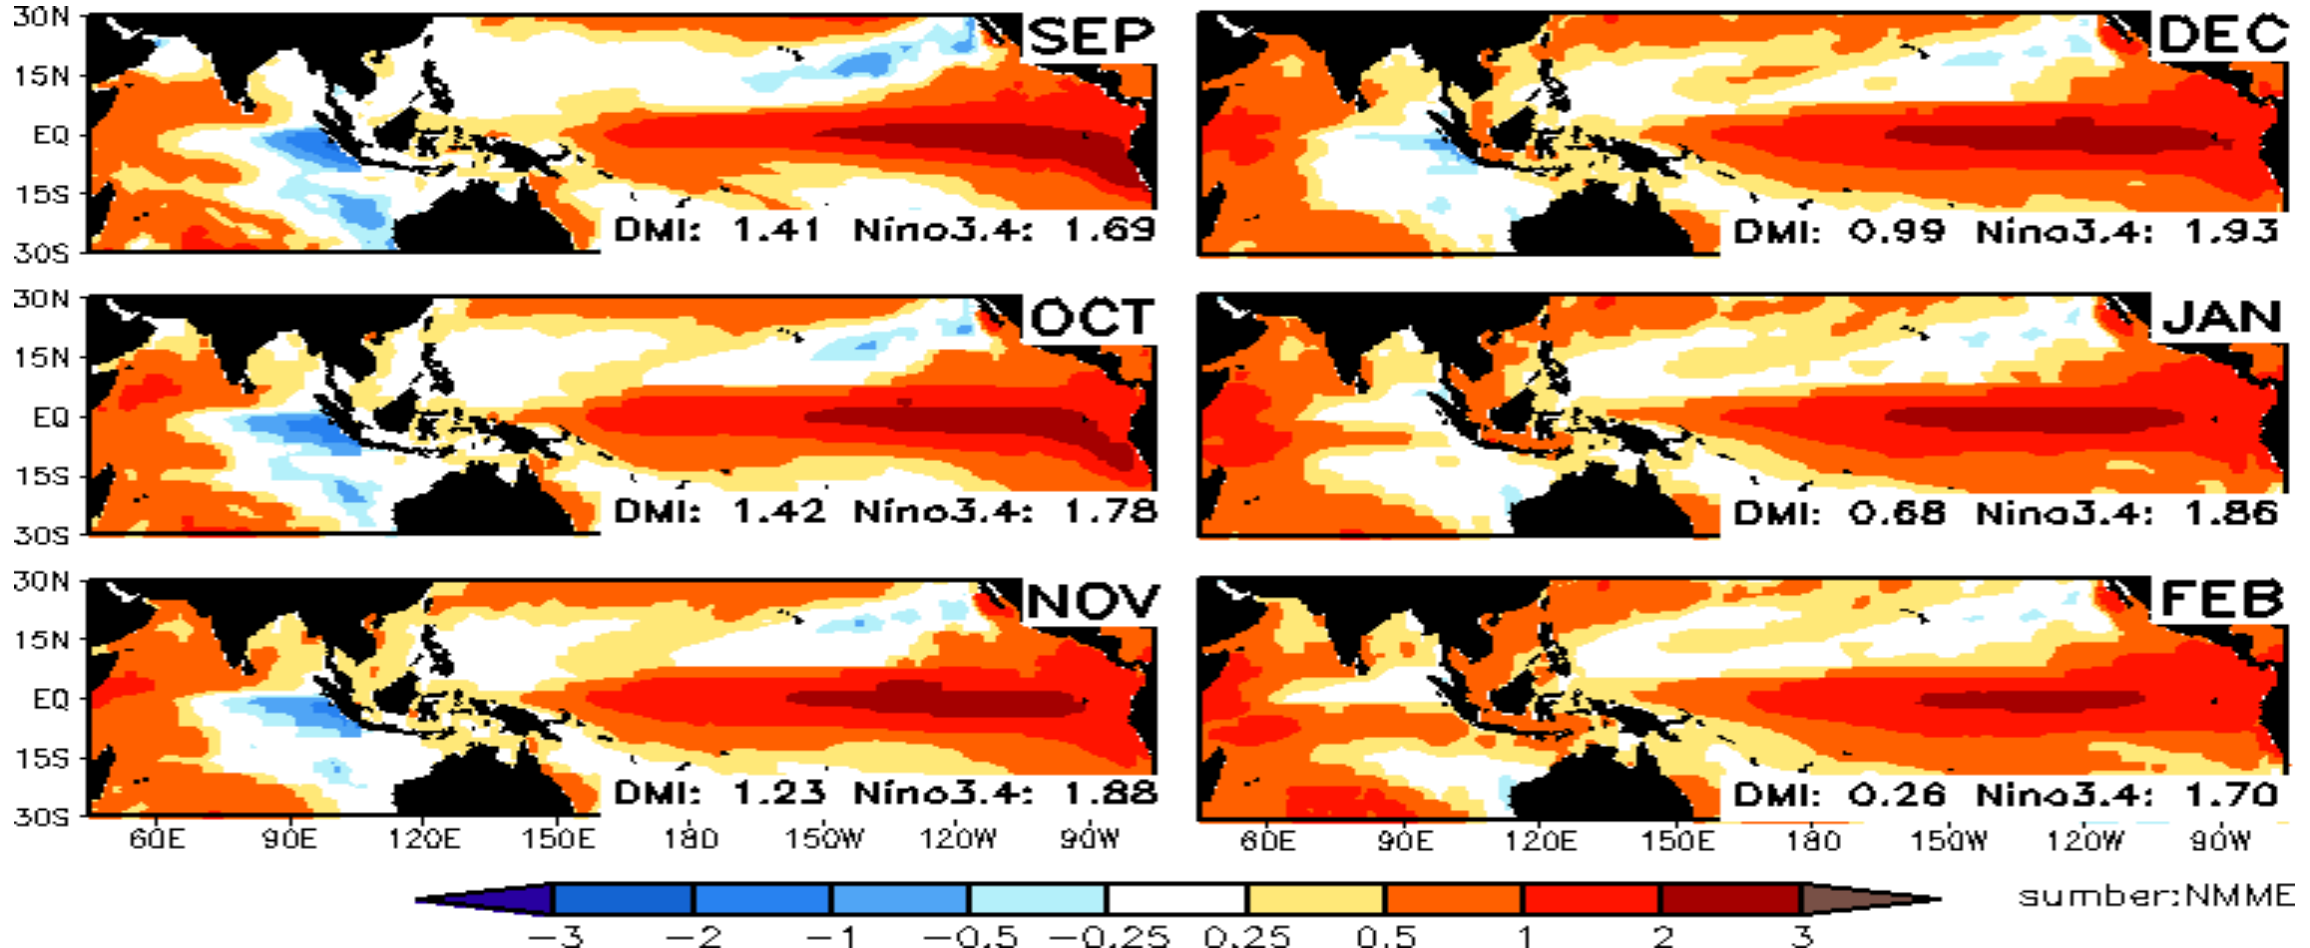 30N
15N
EQ
15S
30S
SEP
DMI: 1.41 Nino3.4: 1.69
DEC
DMI: 0.99 Nino3.4: 1.93
30N
15N
EQ
15S
30S
OCT
DMI: 1.42 Nino3.4: 1.78
JAN
DMI: 0.68 Nino3.4: 1.86
30N
15N
EQ
15S
30S
NOV
DMI: 1.23 Nino3.4: 1.88
FEB
DMI: 0.26 Nino3.4: 1.70
60E 90E 120E 150E 180 150W 120W 90W
60E 90E 120E 150E 180 150W 120W 90W
-3 -2 -1 -0.5 -0.25 0.25 0.5 1 2 3
sumber:NMME